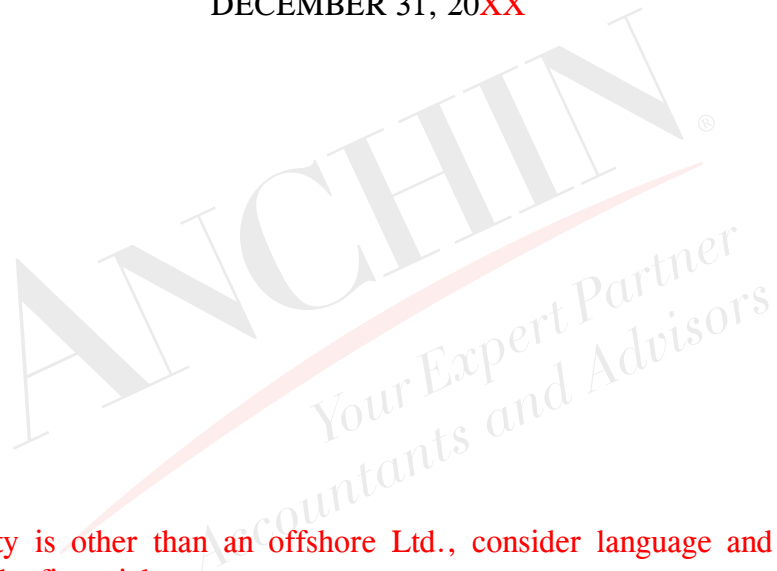 DECEMBER 31, 20XX
ANCHIN®
Your Expert Partner
Accountants and Advisors
ty is other than an offshore Ltd., consider language and